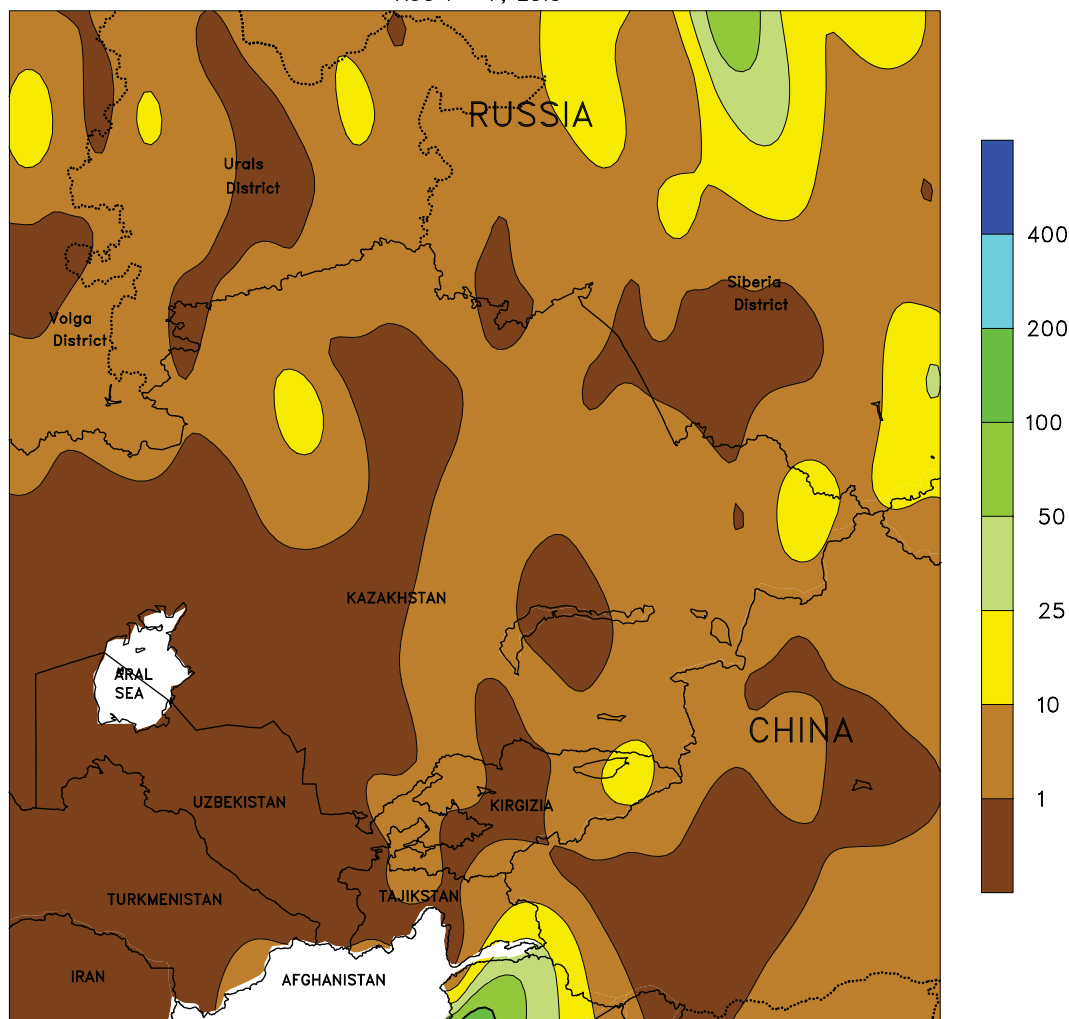 RUSSIA
Urals
District
Siberia
District
Volga
District
400
200
100
50
25
10
1
KAZAKHSTAN
ARAL
SEA
CHINA
UZBEKISTAN
KIRGIZIA
TURKMENISTAN
TAJIKSTAN
IRAN
AFGHANISTAN